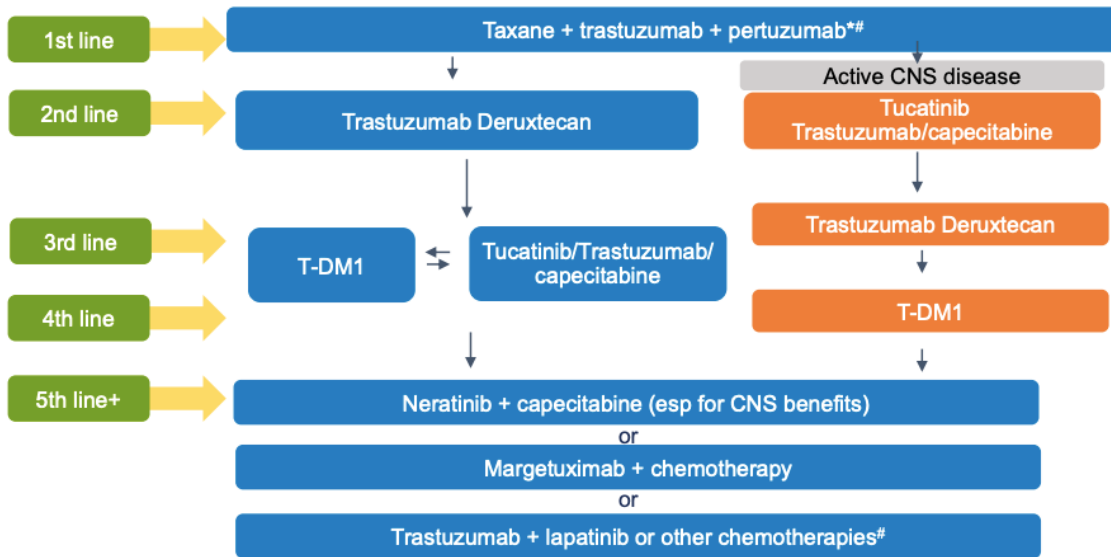 1st line
Taxane + trastuzumab + pertuzumab*#
Active CNS disease
2nd line
Trastuzumab Deruxtecan
Tucatinib
Trastuzumab/capecitabine
3rd line
T-DM1
Tucatinib/Trastuzumab/
capecitabine
Trastuzumab Deruxtecan
4th line
T-DM1
5th line+
Neratinib + capecitabine (esp for CNS benefits)
or
Margetuximab + chemotherapy
or
Trastuzumab + lapatinib or other chemotherapies#